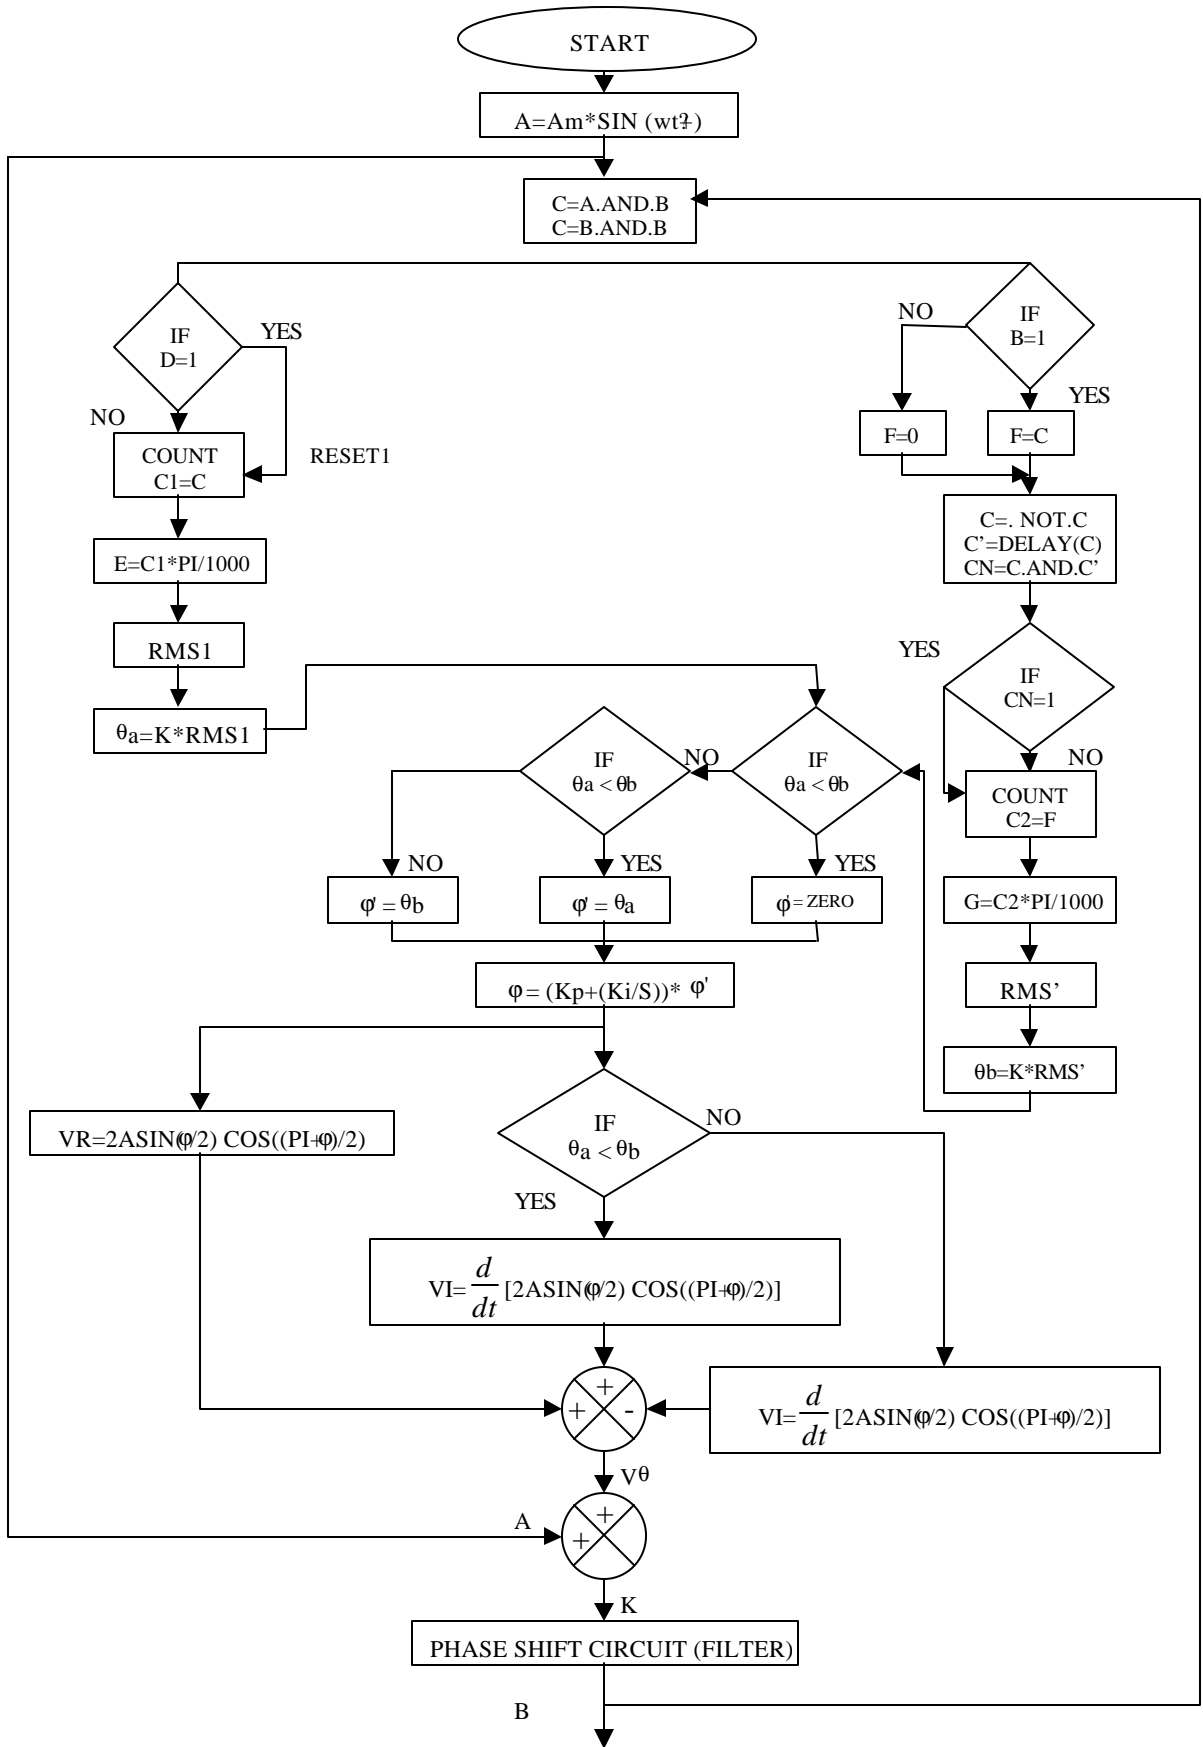 START
A=Am*SIN (wt+?)
C=A.AND.B
C=B.AND.B
IF
D=1
YES
NO
COUNT
C1=C
RESET1
E=C1*PI/1000
RMS1
θa=K*RMS1
IF
B=1
NO
YES
F=0
F=C
C=. NOT.C
C’=DELAY(C)
CN=C.AND.C’
YES
IF
CN=1
NO
COUNT
C2=F
G=C2*PI/1000
RMS’
θb=K*RMS’
IF
θa < θb
NO
IF
θa < θb
NO
YES
YES
φ' = θb
φ' = θa
φ' = ZERO
φ= (Kp+(Ki/S))* φ'
VR=2ASIN(φ/2) COS((PI+φ)/2)
IF
θa < θb
NO
YES
VI= d/dt [2ASIN(φ/2) COS((PI+φ)/2)]
VI= d/dt [2ASIN(φ/2) COS((PI+φ)/2)]
+
+ -
Vθ
A
+
+
K
PHASE SHIFT CIRCUIT (FILTER)
B